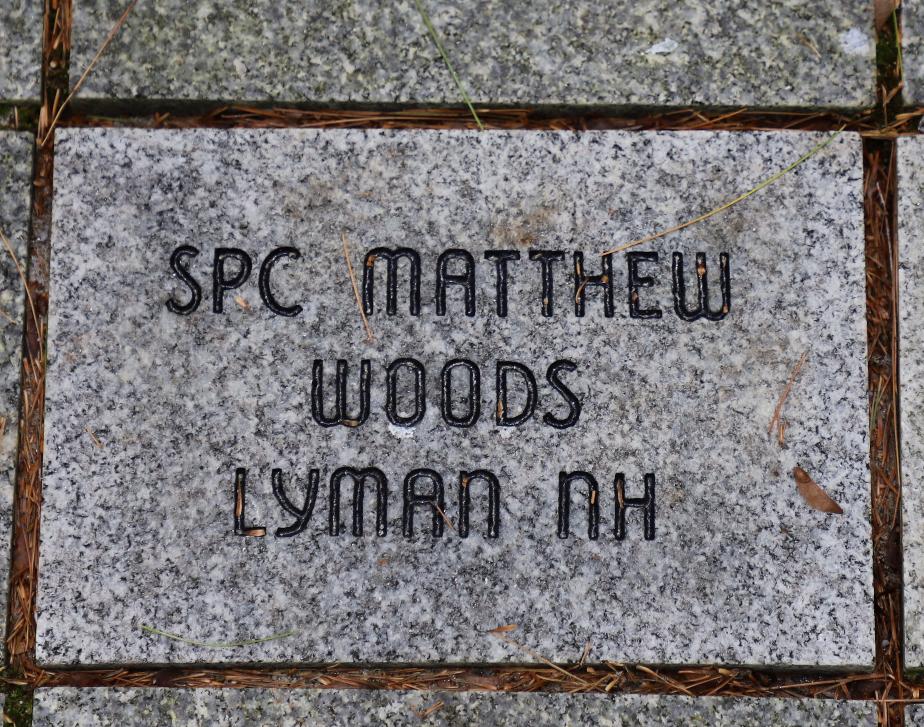 SPC MATTHEW
WOODS
LYMAN NH